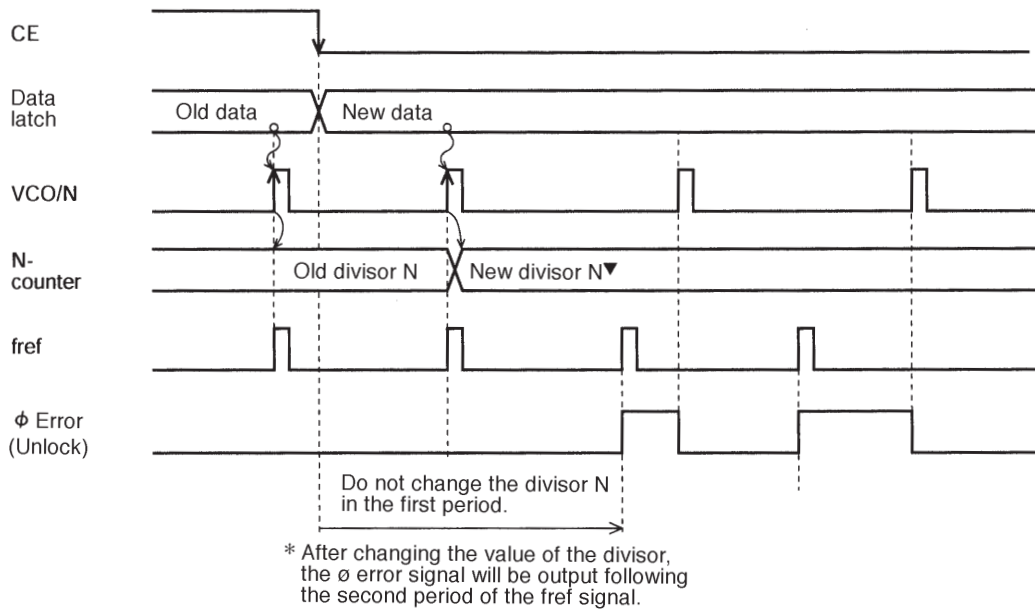 CE
Data
latch
Old data
New data
VCO/N
N-
counter
Old divisor N
New divisor N▼
fref
ϕ Error
(Unlock)
Do not change the divisor N
in the first period.
* After changing the value of the divisor,
the ø error signal will be output following
the second period of the fref signal.